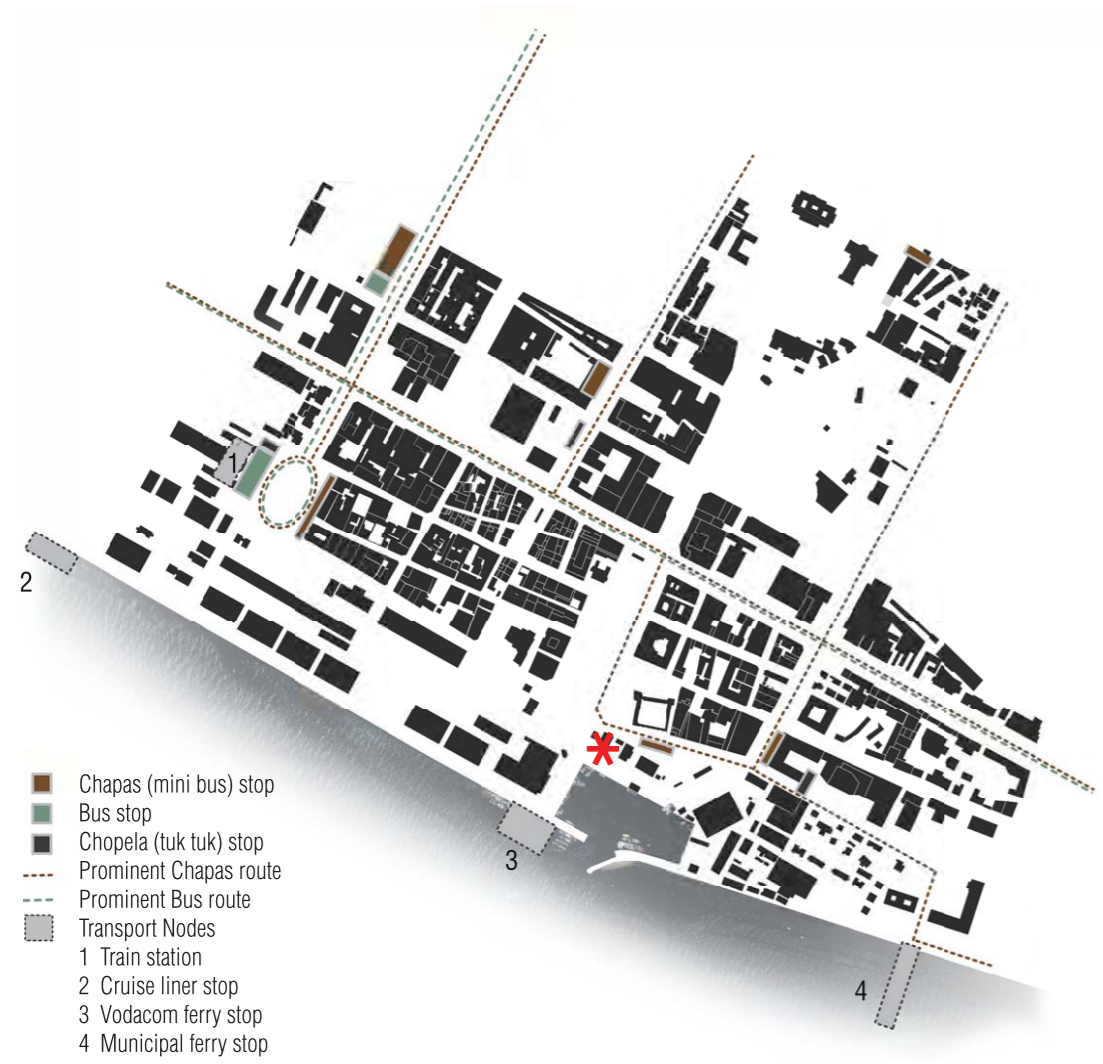 1
2
3
4
Chapas (mini bus) stop
Bus stop
Chopela (tuk tuk) stop
Prominent Chapas route
Prominent Bus route
Transport Nodes
1 Train station
2 Cruise liner stop
3 Vodacom ferry stop
4 Municipal ferry stop